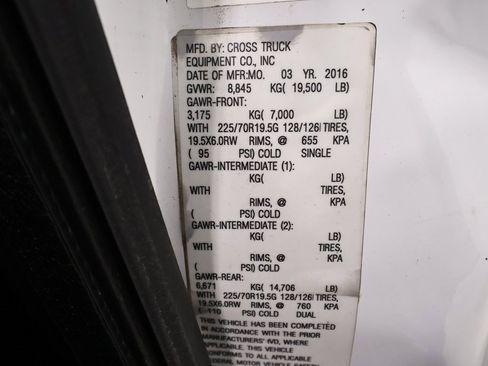 MFD. BY: CROSS TRUCK
EQUIPMENT CO., INC
DATE OF MFR:MO. 03 YR. 2016
GVWR: 8,845 KG( 19,500 LB)
GAWR-FRONT:
3,175 KG( 7,000 LB)
WITH 225/70R19.5G 128/126 TIRES,
19.5X6.0RW RIMS, @ 655 KPA
( 95 PSI) COLD SINGLE
GAWR-INTERMEDIATE (1):
KG( LB)
WITH TIRES,
RIMS, @ KPA
( PSI) COLD
GAWR-INTERMEDIATE (2):
KG( LB)
WITH TIRES,
RIMS, @ KPA
( PSI) COLD
GAWR-REAR:
6,671 KG( 14,706 LB)
WITH 225/70R19.5G 128/126 TIRES,
19.5X6.0RW RIMS, @ 760 KPA
( 110 PSI) COLD DUAL
THIS VEHICLE HAS BEEN COMPLETED
IN ACCORDANCE WITH THE PRIOR
MANUFACTURERS' IVD, WHERE
APPLICABLE. THIS VEHICLE
CONFORMS TO ALL APPLICABLE
FEDERAL MOTOR VEHICLE SAFETY